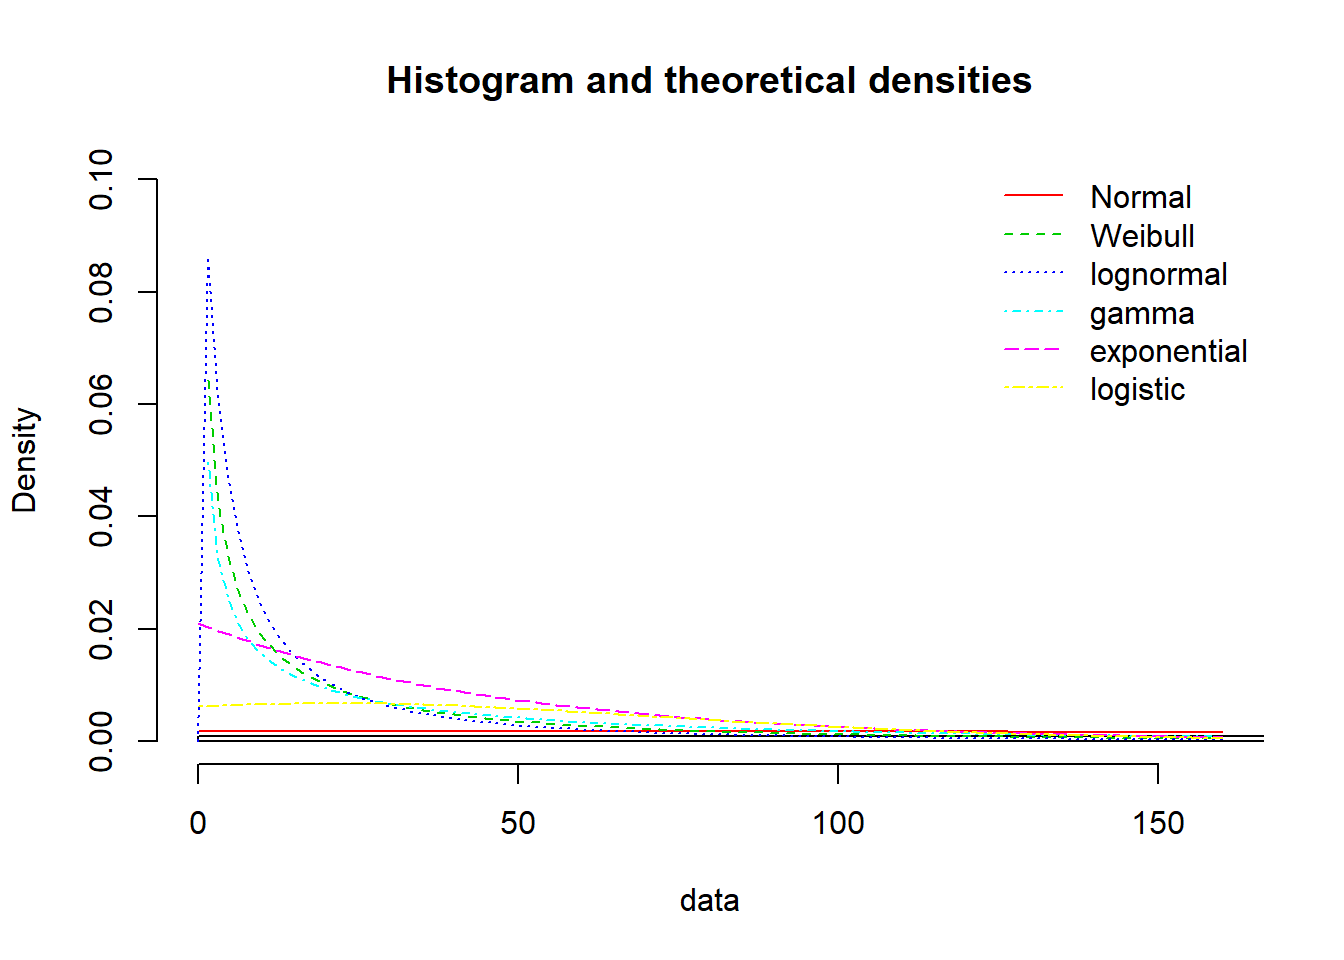 Histogram and theoretical densities
Density
0.10
0.08
0.06
0.04
0.02
0.00
Normal
Weibull
lognormal
gamma
exponential
logistic
0 50 100 150
data